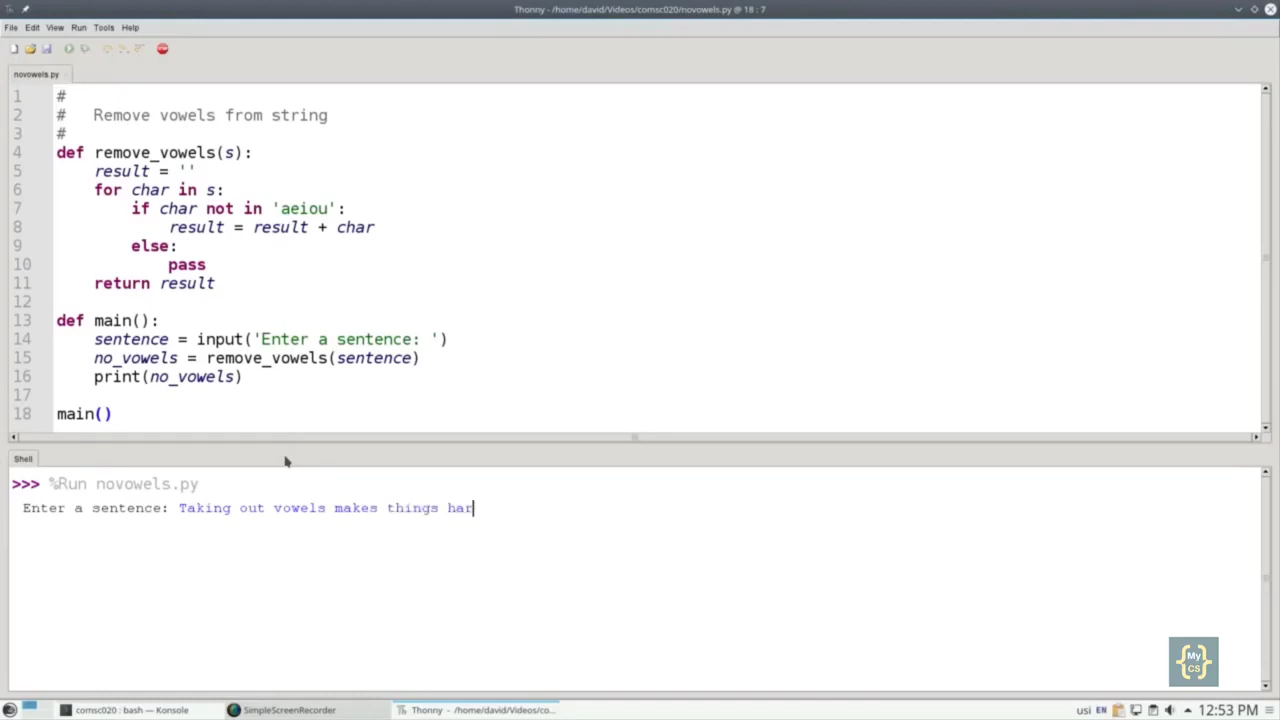 Thonny - /home/david/Videos/comsc020/novowels.py @ 18 : 7
File Edit View Run Tools Help
novowels.py
1 #
2 #   Remove vowels from string
3 #
4 def remove_vowels(s):
5     result = ''
6     for char in s:
7         if char not in 'aeiou':
8             result = result + char
9         else:
10             pass
11     return result
12
13 def main():
14     sentence = input('Enter a sentence: ')
15     no_vowels = remove_vowels(sentence)
16     print(no_vowels)
17
18 main()
Shell
>>> %Run novowels.py
Enter a sentence: Taking out vowels makes things har
My
CS
comsc020 : bash — Konsole SimpleScreenRecorder Thonny - /home/david/Videos/co... usi EN 12:53 PM